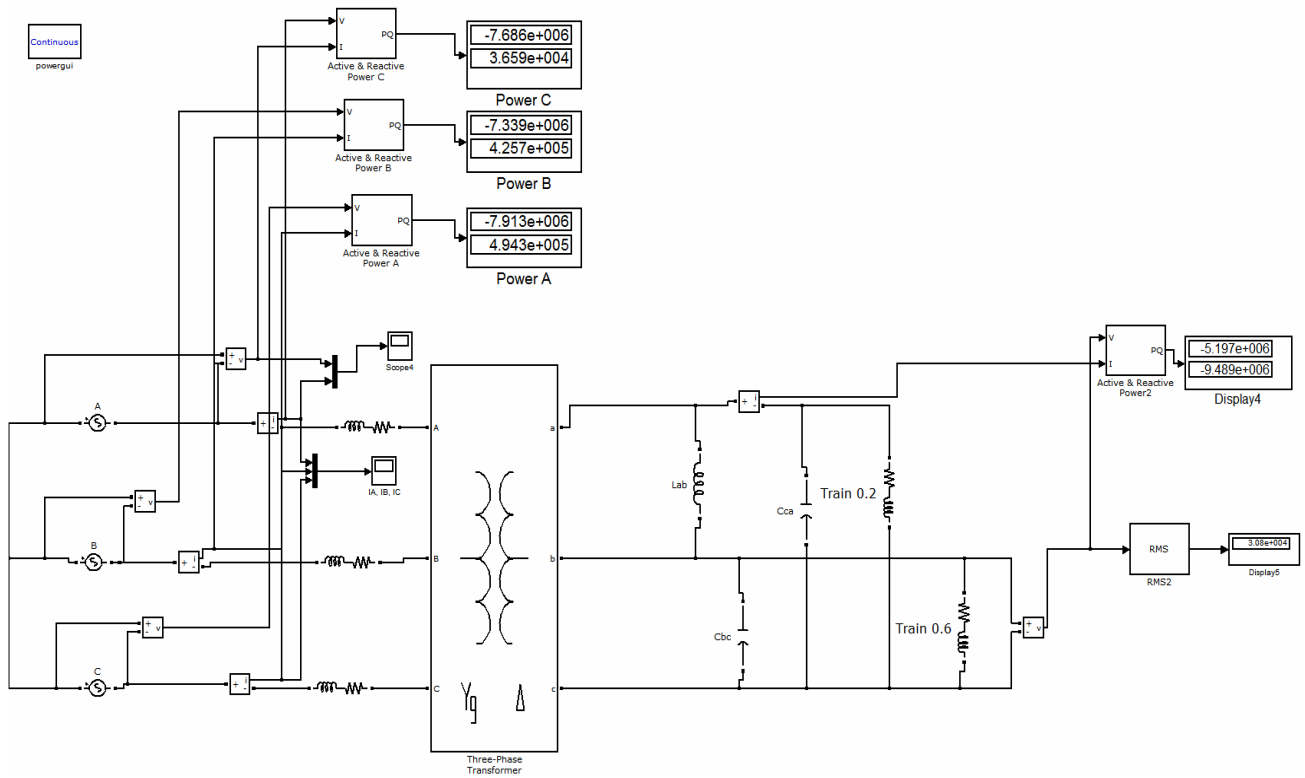 Continuous
powergui
V
I
PQ
Active & Reactive
Power C
-7.686e+006
3.659e+004
Power C
V
I
PQ
Active & Reactive
Power B
-7.339e+006
4.257e+005
Power B
V
I
PQ
Active & Reactive
Power A
-7.913e+006
4.943e+005
Power A
+
-
v
Scope4
A
+
i
-
IA, IB, IC
+
-
v
B
+
i
-
+
-
v
C
+
i
-
A
B
C
a
b
c
Yg
Δ
Three-Phase
Transformer
+
i
-
Lab
Cca
Train 0.2
Cbc
Train 0.6
+
-
v
V
I
PQ
Active & Reactive
Power2
-5.197e+006
-9.489e+006
Display4
RMS
RMS2
3.08e+004
Display5